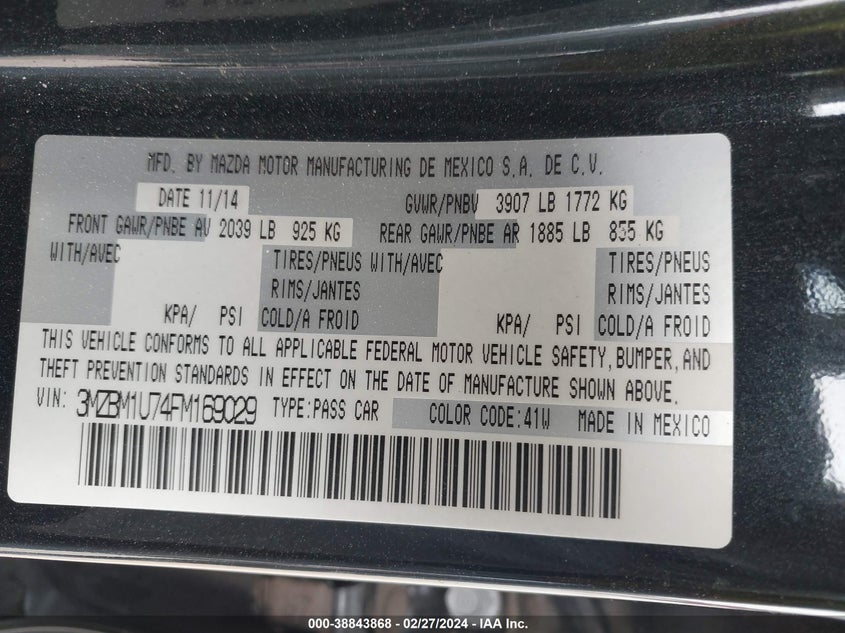 MFD. BY MAZDA MOTOR MANUFACTURING DE MEXICO S.A. DE C.V.
DATE 11/14 GVWR/PNBV 3907 LB 1772 KG
FRONT GAWR/PNBE AV 2039 LB 925 KG REAR GAWR/PNBE AR 1885 LB 855 KG
WITH/AVEC TIRES/PNEUS WITH/AVEC TIRES/PNEUS
RIMS/JANTES RIMS/JANTES
KPA/ PSI COLD/A FROID KPA/ PSI COLD/A FROID
THIS VEHICLE CONFORMS TO ALL APPLICABLE FEDERAL MOTOR VEHICLE SAFETY, BUMPER, AND
THEFT PREVENTION STANDARDS IN EFFECT ON THE DATE OF MANUFACTURE SHOWN ABOVE.
VIN: 3MZBM1U74FM169029 TYPE:PASS CAR COLOR CODE:41W MADE IN MEXICO
000-38843868 - 02/27/2024 - IAA Inc.